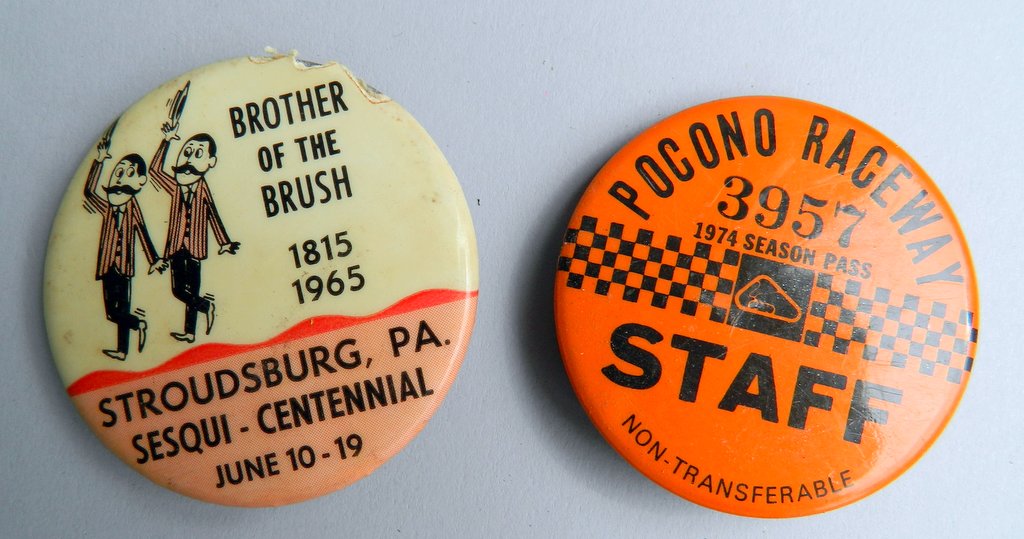 BROTHER
OF THE
BRUSH
1815
1965
STROUDSBURG, PA.
SESQUI - CENTENNIAL
JUNE 10 - 19
POCONO RACEWAY
3957
1974 SEASON PASS
STAFF
NON-TRANSFERABLE